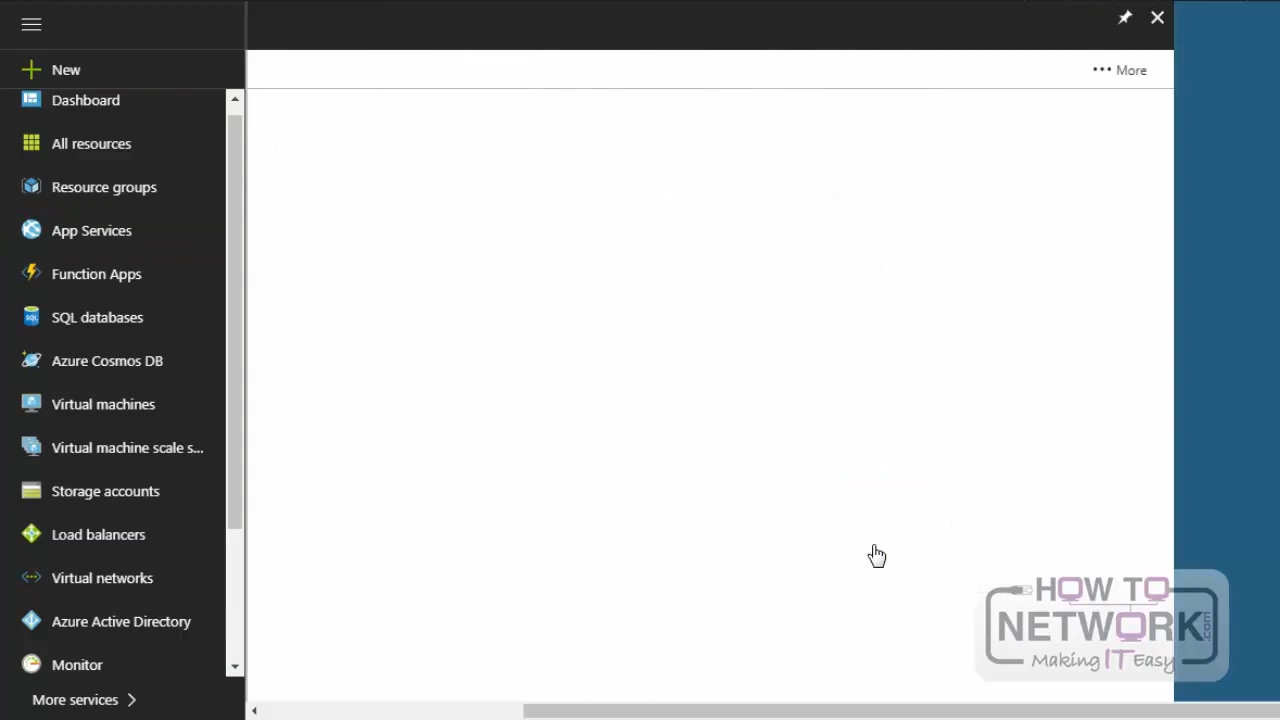 New
••• More
Dashboard
All resources
Resource groups
App Services
Function Apps
SQL databases
Azure Cosmos DB
Virtual machines
Virtual machine scale s...
Storage accounts
Load balancers
Virtual networks
Azure Active Directory
Monitor
More services
HOW TO
NETWORK.com
Making IT Easy